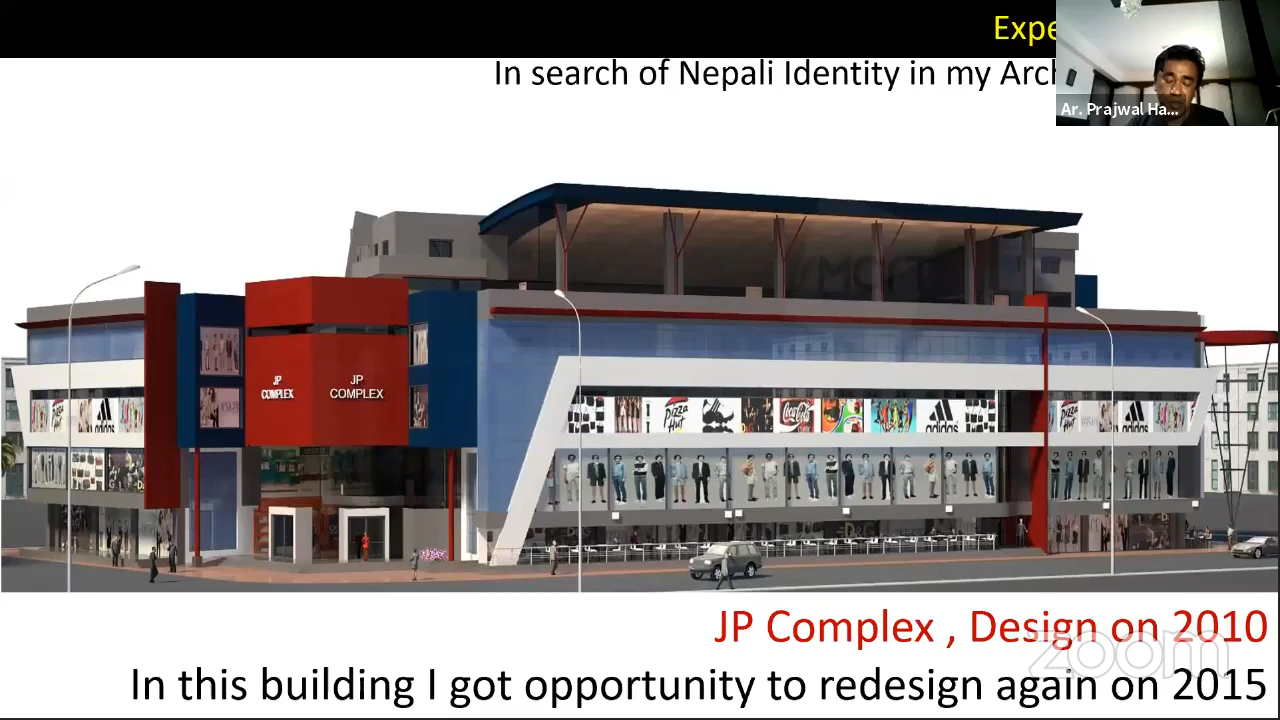 Expe
In search of Nepali Identity in my Arch
Ar. Prajwal Ha...
JP
COMPLEX
JP
COMPLEX
Pizza
Hut
adidas
Coca-Cola
adidas
Pizza
Hut
adidas
D&G
JP Complex , Design on 2010
zoom
In this building I got opportunity to redesign again on 2015